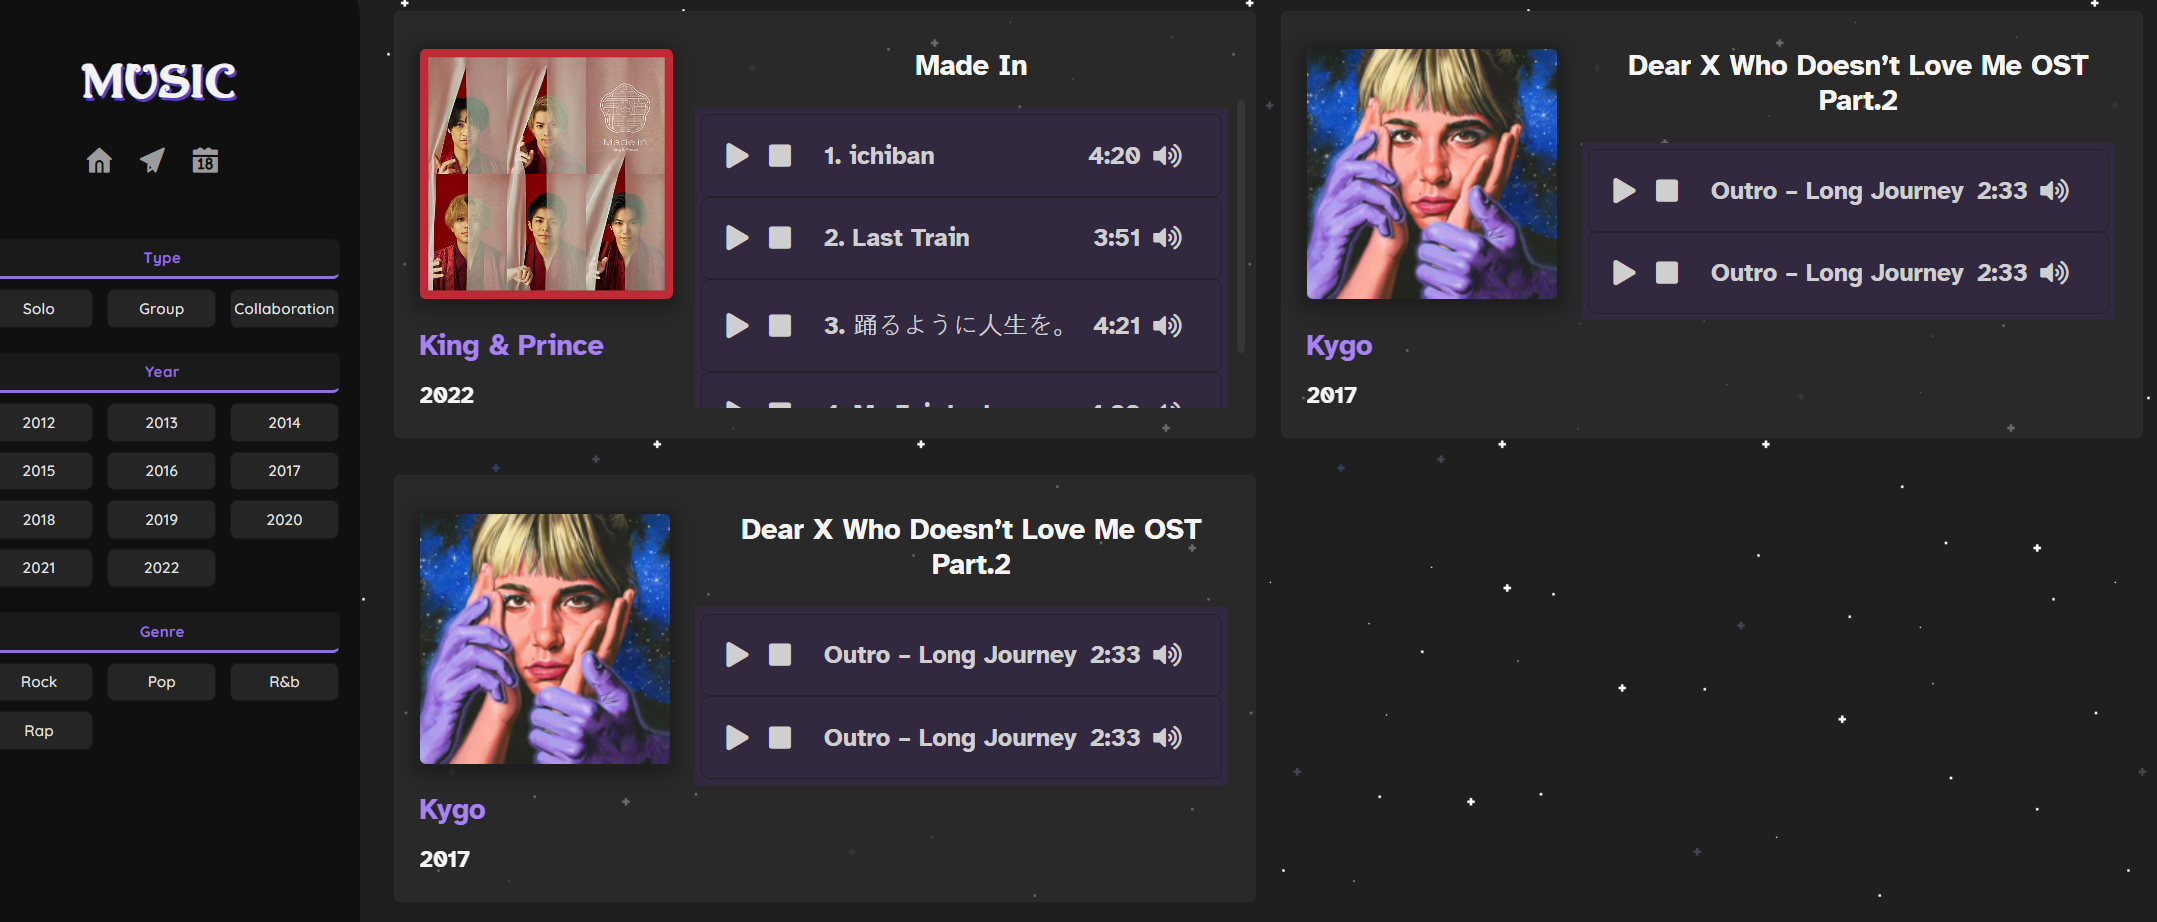 MUSIC
18
Type
Solo
Group
Collaboration
Year
2012
2013
2014
2015
2016
2017
2018
2019
2020
2021
2022
Genre
Rock
Pop
R&b
Rap
Made in
King & Prince
King & Prince
2022
Made In
1. ichiban
4:20
2. Last Train
3:51
3. 踊るように人生を。
4:21
Kygo
2017
Dear X Who Doesn’t Love Me OST
Part.2
Outro – Long Journey
2:33
Outro – Long Journey
2:33
Kygo
2017
Dear X Who Doesn’t Love Me OST
Part.2
Outro – Long Journey
2:33
Outro – Long Journey
2:33